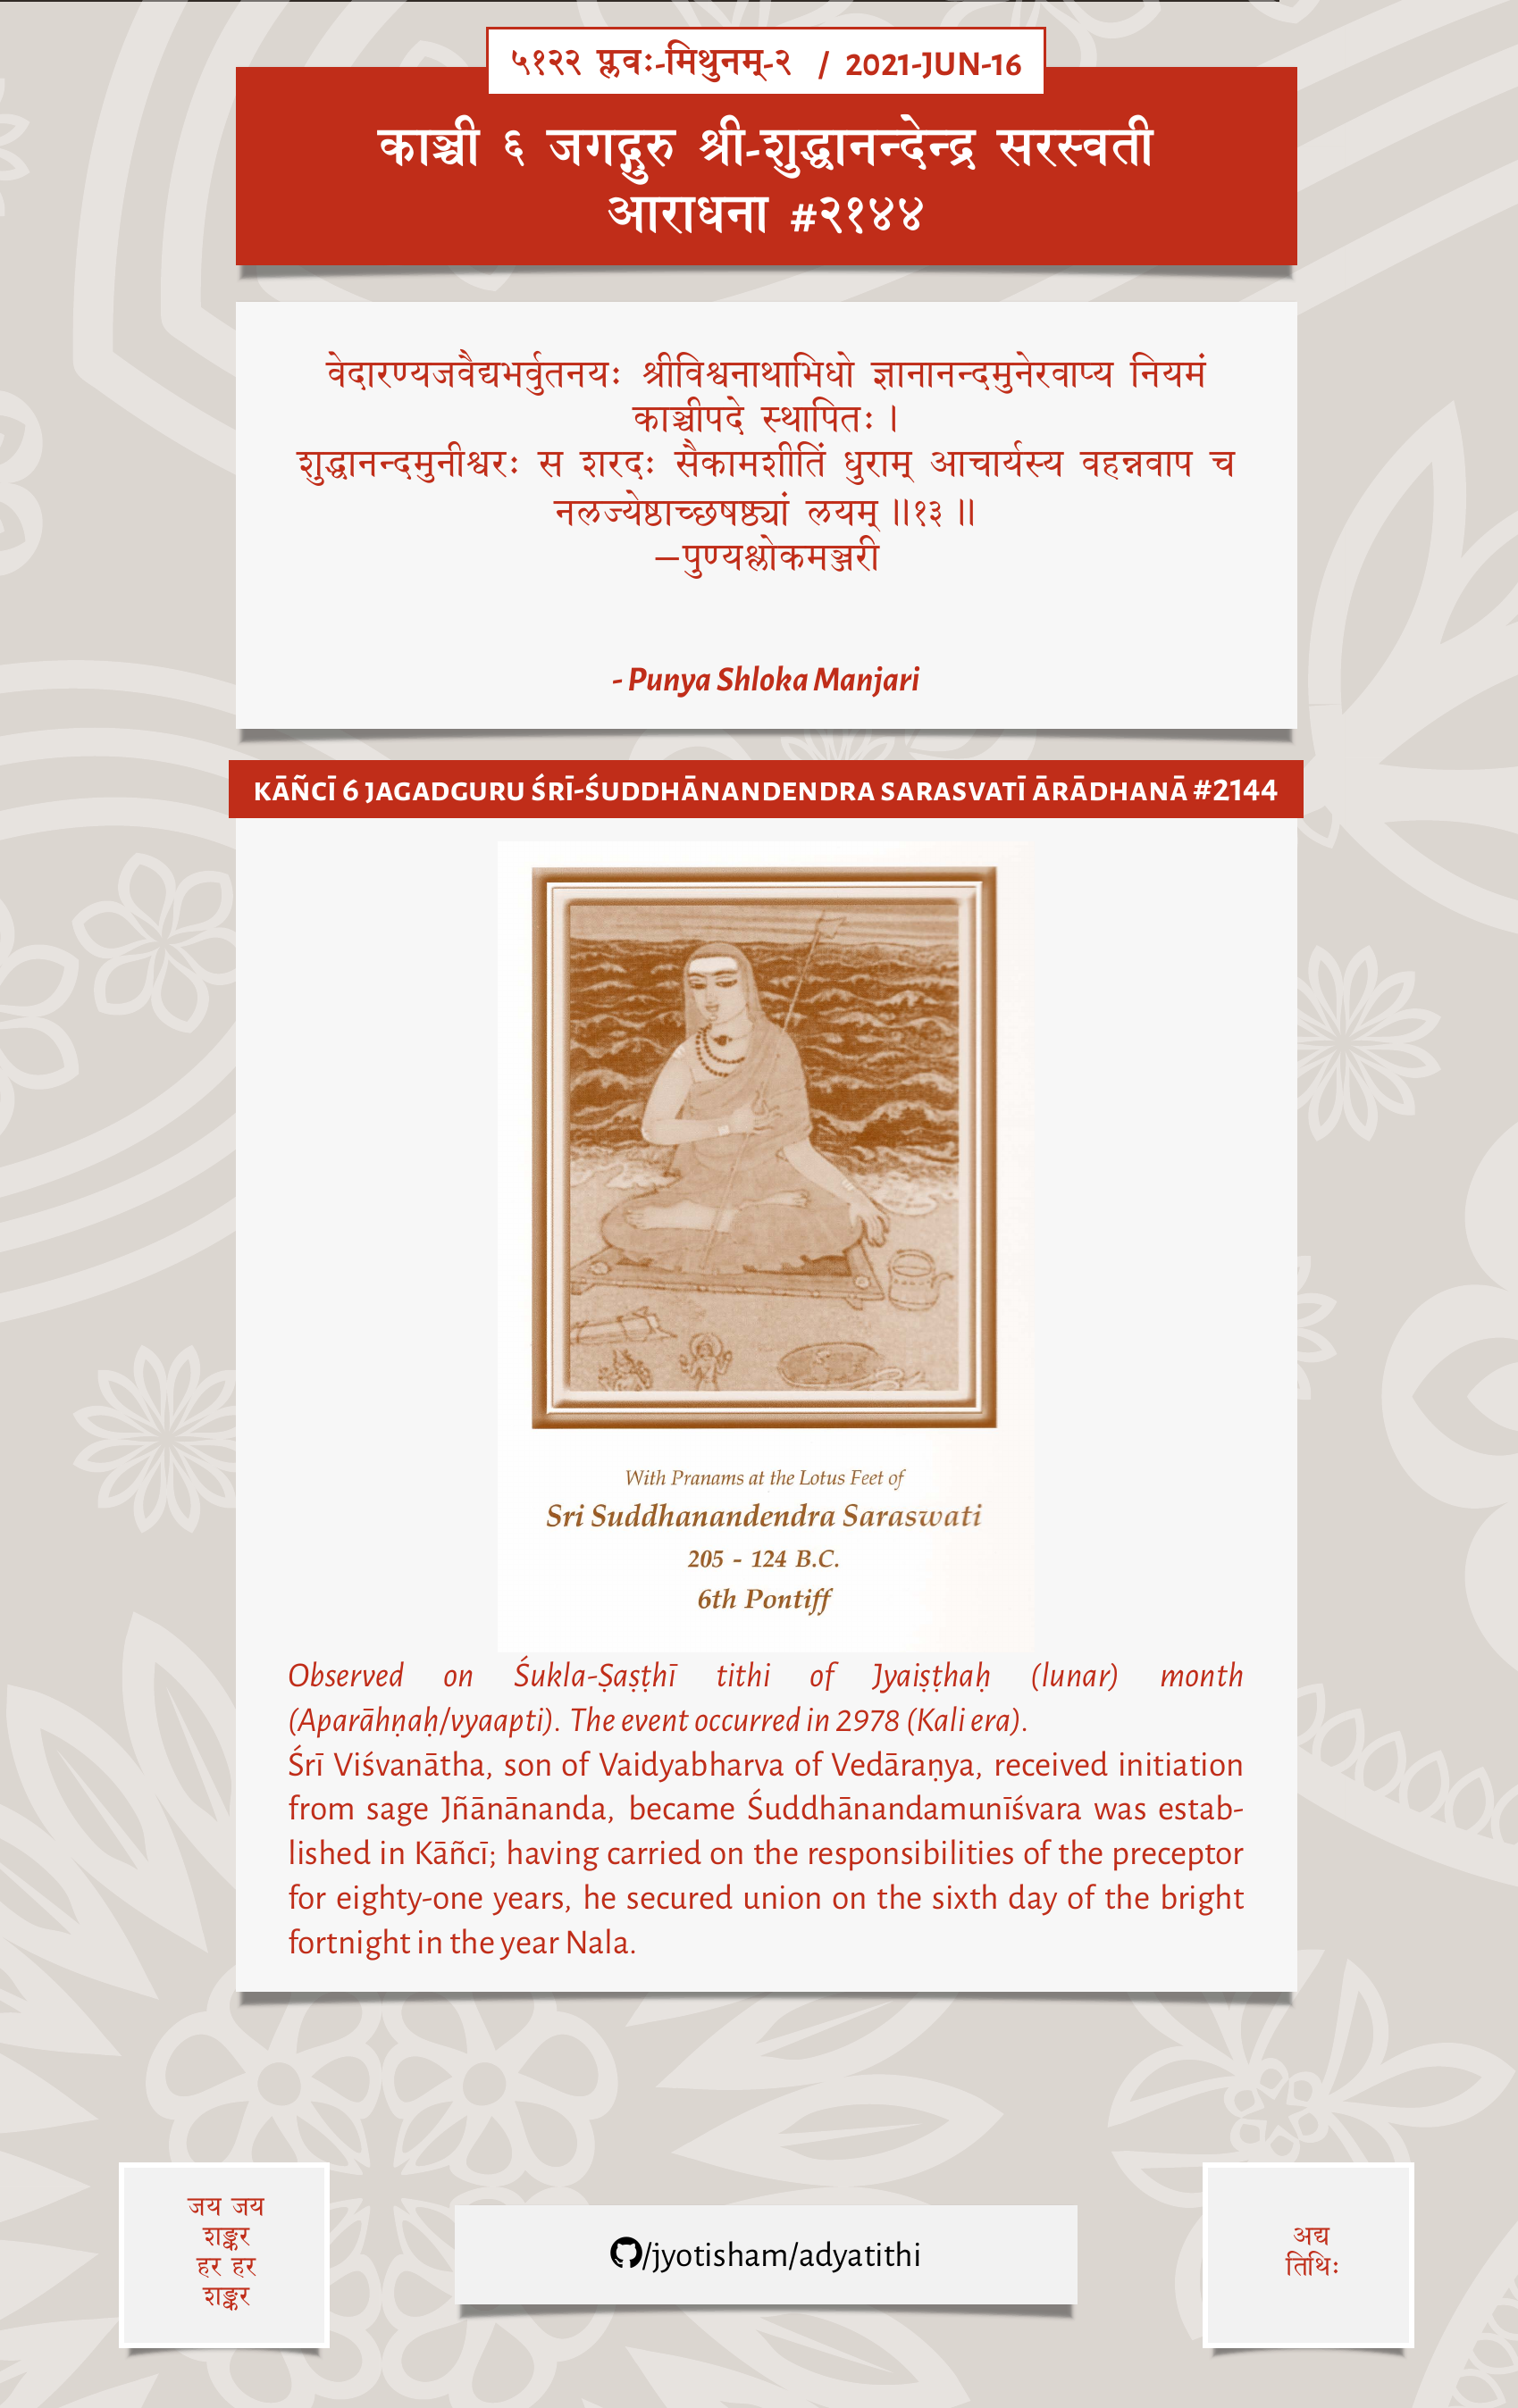 ५१२२ प्लवः-मिथुनम्-२ / 2021-JUN-16
काञ्ची ६ जगद्गुरु श्री-शुद्धानन्देन्द्र सरस्वती
आराधना #२१४४
वेदारण्यजवैद्यभर्वुतनयः श्रीविश्वनाथाभिधो ज्ञानानन्दमुनेरवाप्य नियमं
काञ्चीपदे स्थापितः ।
शुद्धानन्दमुनीश्वरः स शरदः सैकामशीतिं धुराम् आचार्यस्य वहन्नवाप च
नलज्येष्ठाच्छषष्ठ्यां लयम् ॥१३ ॥
—पुण्यश्लोकमञ्जरी
- Punya Shloka Manjari
KĀÑCĪ 6 JAGADGURU ŚRĪ-ŚUDDHĀNANDENDRA SARASVATĪ ĀRĀDHANĀ #2144
With Pranams at the Lotus Feet of
Sri Suddhanandendra Saraswati
205 - 124 B.C.
6th Pontiff
Observed on Śukla-Ṣaṣṭhī tithi of Jyaiṣṭhaḥ (lunar) month
(Aparāhṇaḥ/vyaapti). The event occurred in 2978 (Kali era).
Śrī Viśvanātha, son of Vaidyabharva of Vedāraṇya, received initiation
from sage Jñānānanda, became Śuddhānandamunīśvara was estab-
lished in Kāñcī; having carried on the responsibilities of the preceptor
for eighty-one years, he secured union on the sixth day of the bright
fortnight in the year Nala.
जय जय
शङ्कर
हर हर
शङ्कर
/jyotisham/adyatithi
अद्य
तिथिः